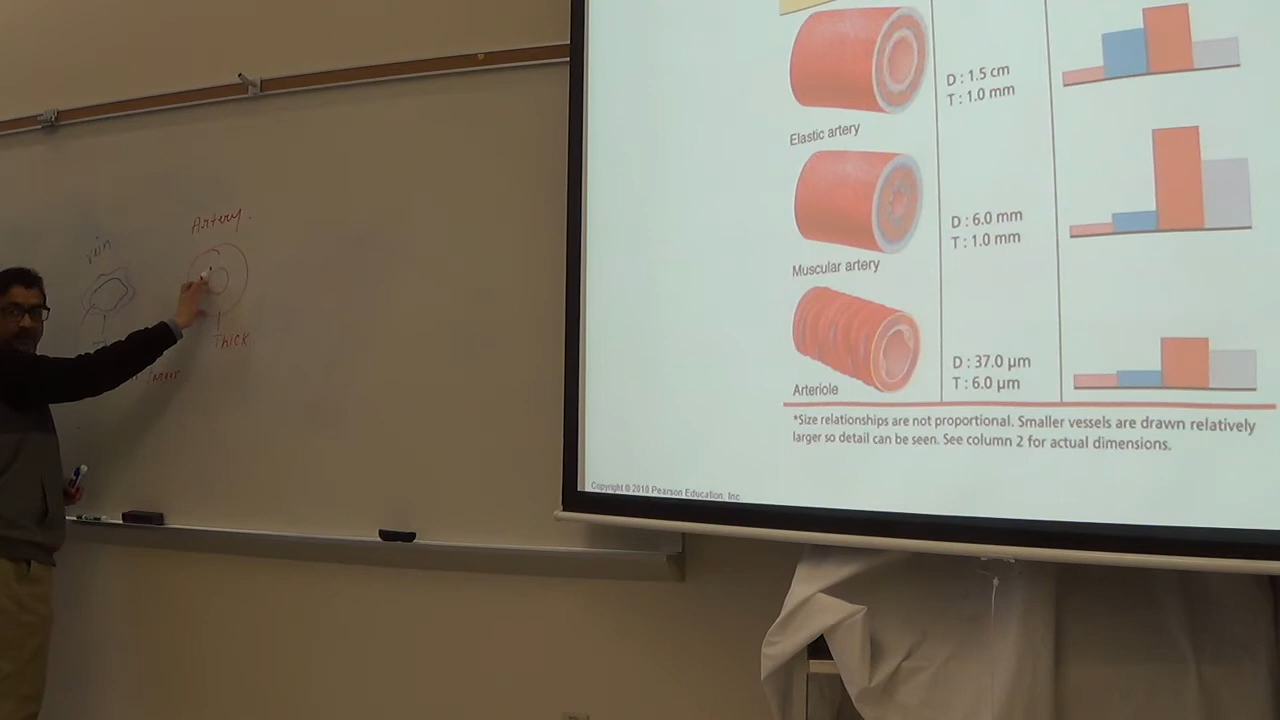 Artery.
vein
Thick
Larger
D : 1.5 cm
T : 1.0 mm
Elastic artery
D : 6.0 mm
T : 1.0 mm
Muscular artery
D : 37.0 µm
T : 6.0 µm
Arteriole
*Size relationships are not proportional. Smaller vessels are drawn relatively
larger so detail can be seen. See column 2 for actual dimensions.
Copyright © 2010 Pearson Education, Inc.